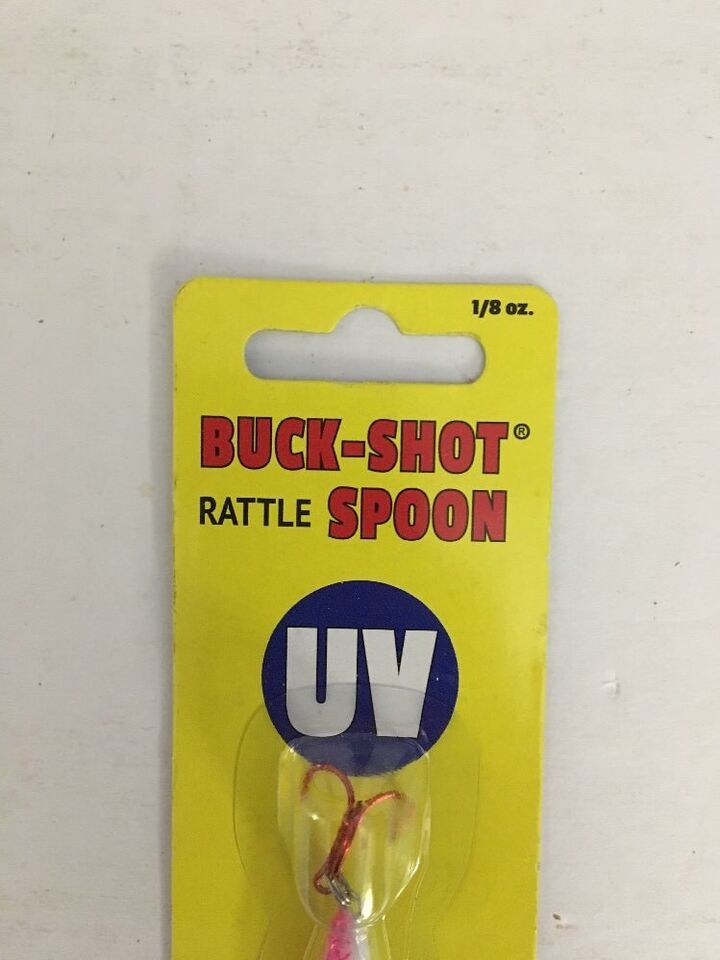 1/8 oz.
BUCK-SHOT®
RATTLE SPOON
UV